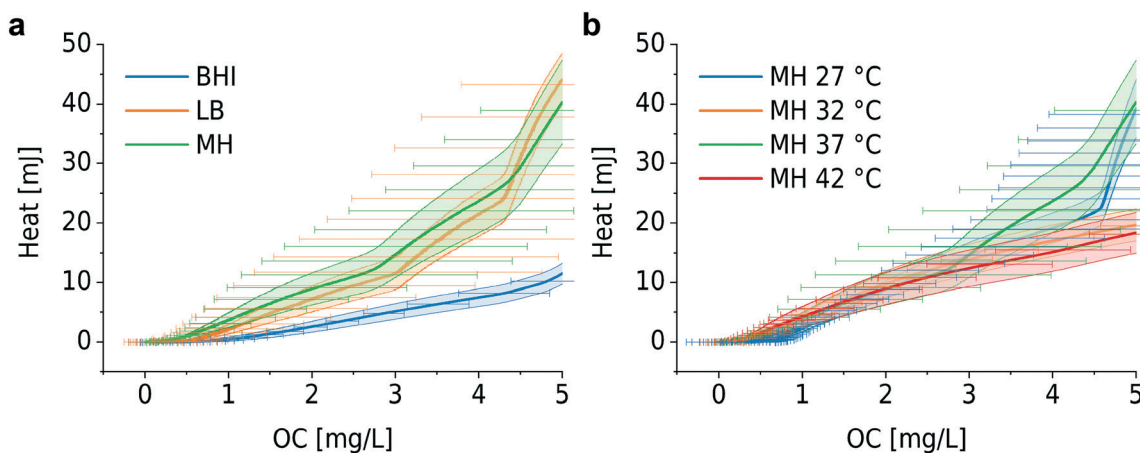 a
50
40
30
20
10
0
Heat [mJ]
BHI
LB
MH
0 1 2 3 4 5
OC [mg/L]
b
50
40
30
20
10
0
Heat [mJ]
MH 27 °C
MH 32 °C
MH 37 °C
MH 42 °C
0 1 2 3 4 5
OC [mg/L]